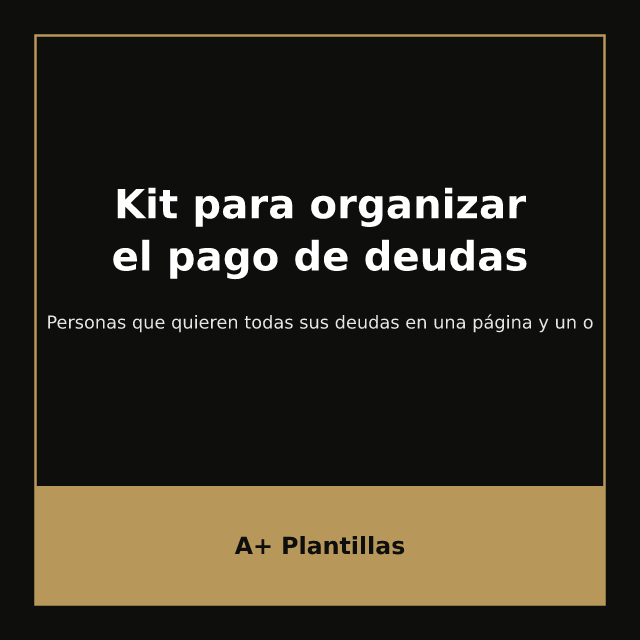 Kit para organizar
el pago de deudas
Personas que quieren todas sus deudas en una página y un o
A+ Plantillas